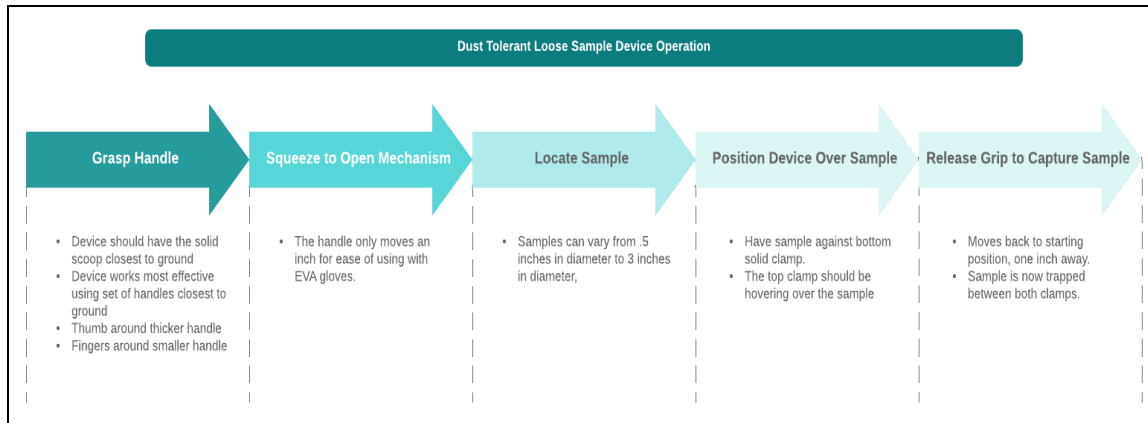 Dust Tolerant Loose Sample Device Operation
Grasp Handle
• Device should have the solid
scoop closest to ground
• Device works most effective
using set of handles closest to
ground
• Thumb around thicker handle
• Fingers around smaller handle
Squeeze to Open Mechanism
• The handle only moves an
inch for ease of using with
EVA gloves.
Locate Sample
• Samples can vary from .5
inches in diameter to 3 inches
in diameter,
Position Device Over Sample
• Have sample against bottom
solid clamp.
• The top clamp should be
hovering over the sample
Release Grip to Capture Sample
• Moves back to starting
position, one inch away.
• Sample is now trapped
between both clamps.